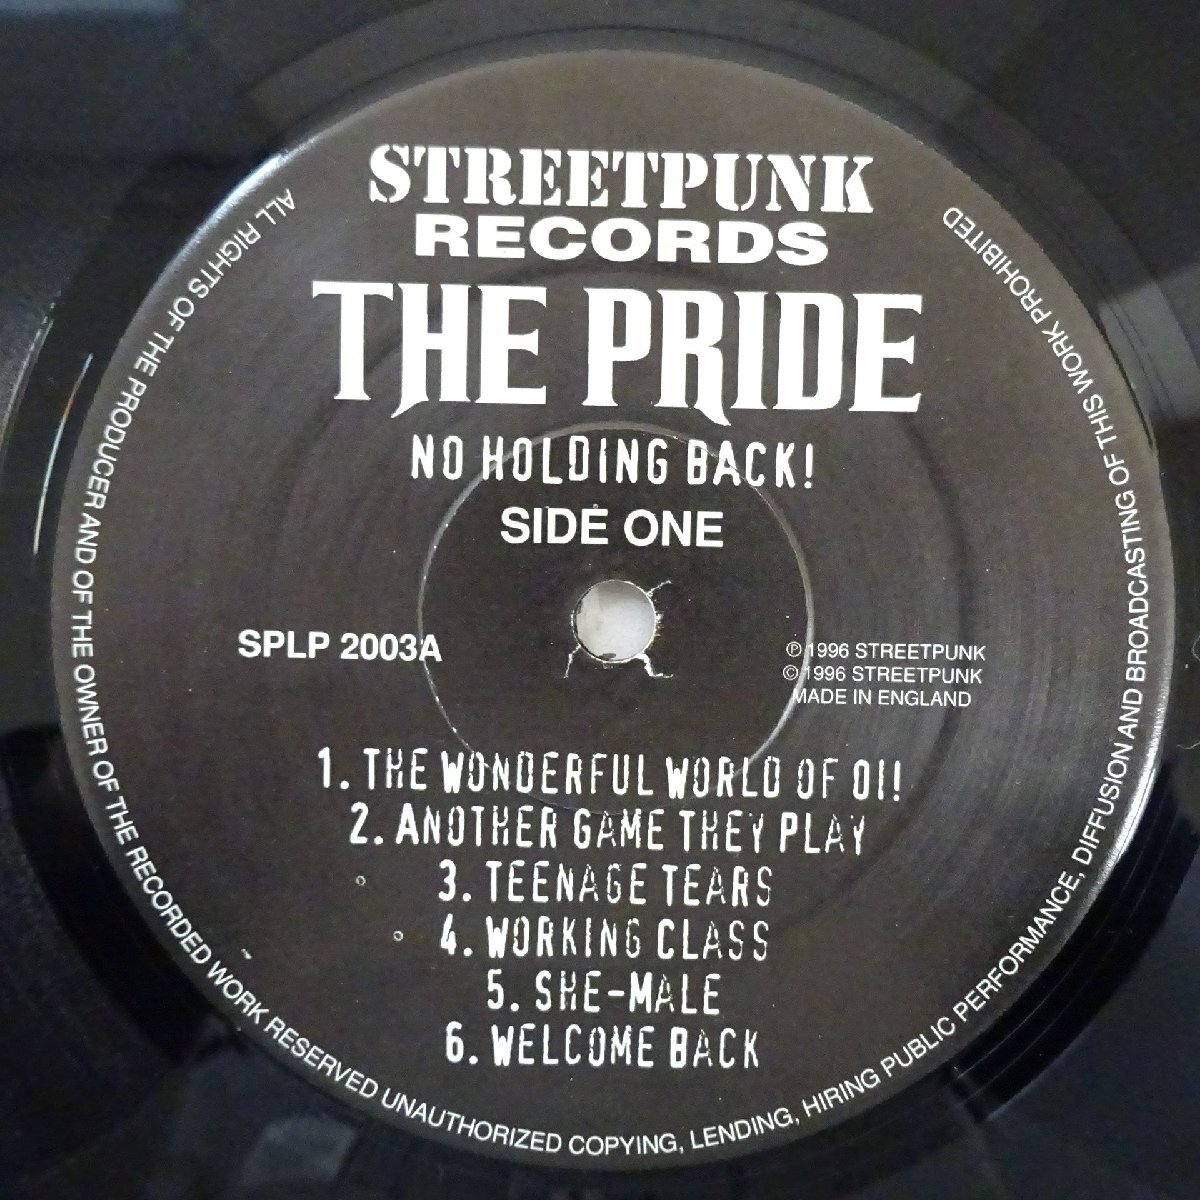 STREETPUNK
RECORDS
THE PRIDE
NO HOLDING BACK!
SIDE ONE
SPLP 2003A
℗ 1996 STREETPUNK
© 1996 STREETPUNK
MADE IN ENGLAND
1. THE WONDERFUL WORLD OF OI!
2. ANOTHER GAME THEY PLAY
3. TEENAGE TEARS
4. WORKING CLASS
5. SHE-MALE
6. WELCOME BACK
ALL RIGHTS OF THE PRODUCER AND OF THE OWNER OF THE RECORDED WORK RESERVED UNAUTHORIZED COPYING, LENDING, HIRING PUBLIC PERFORMANCE, DIFFUSION AND BROADCASTING OF THIS WORK PROHIBITED